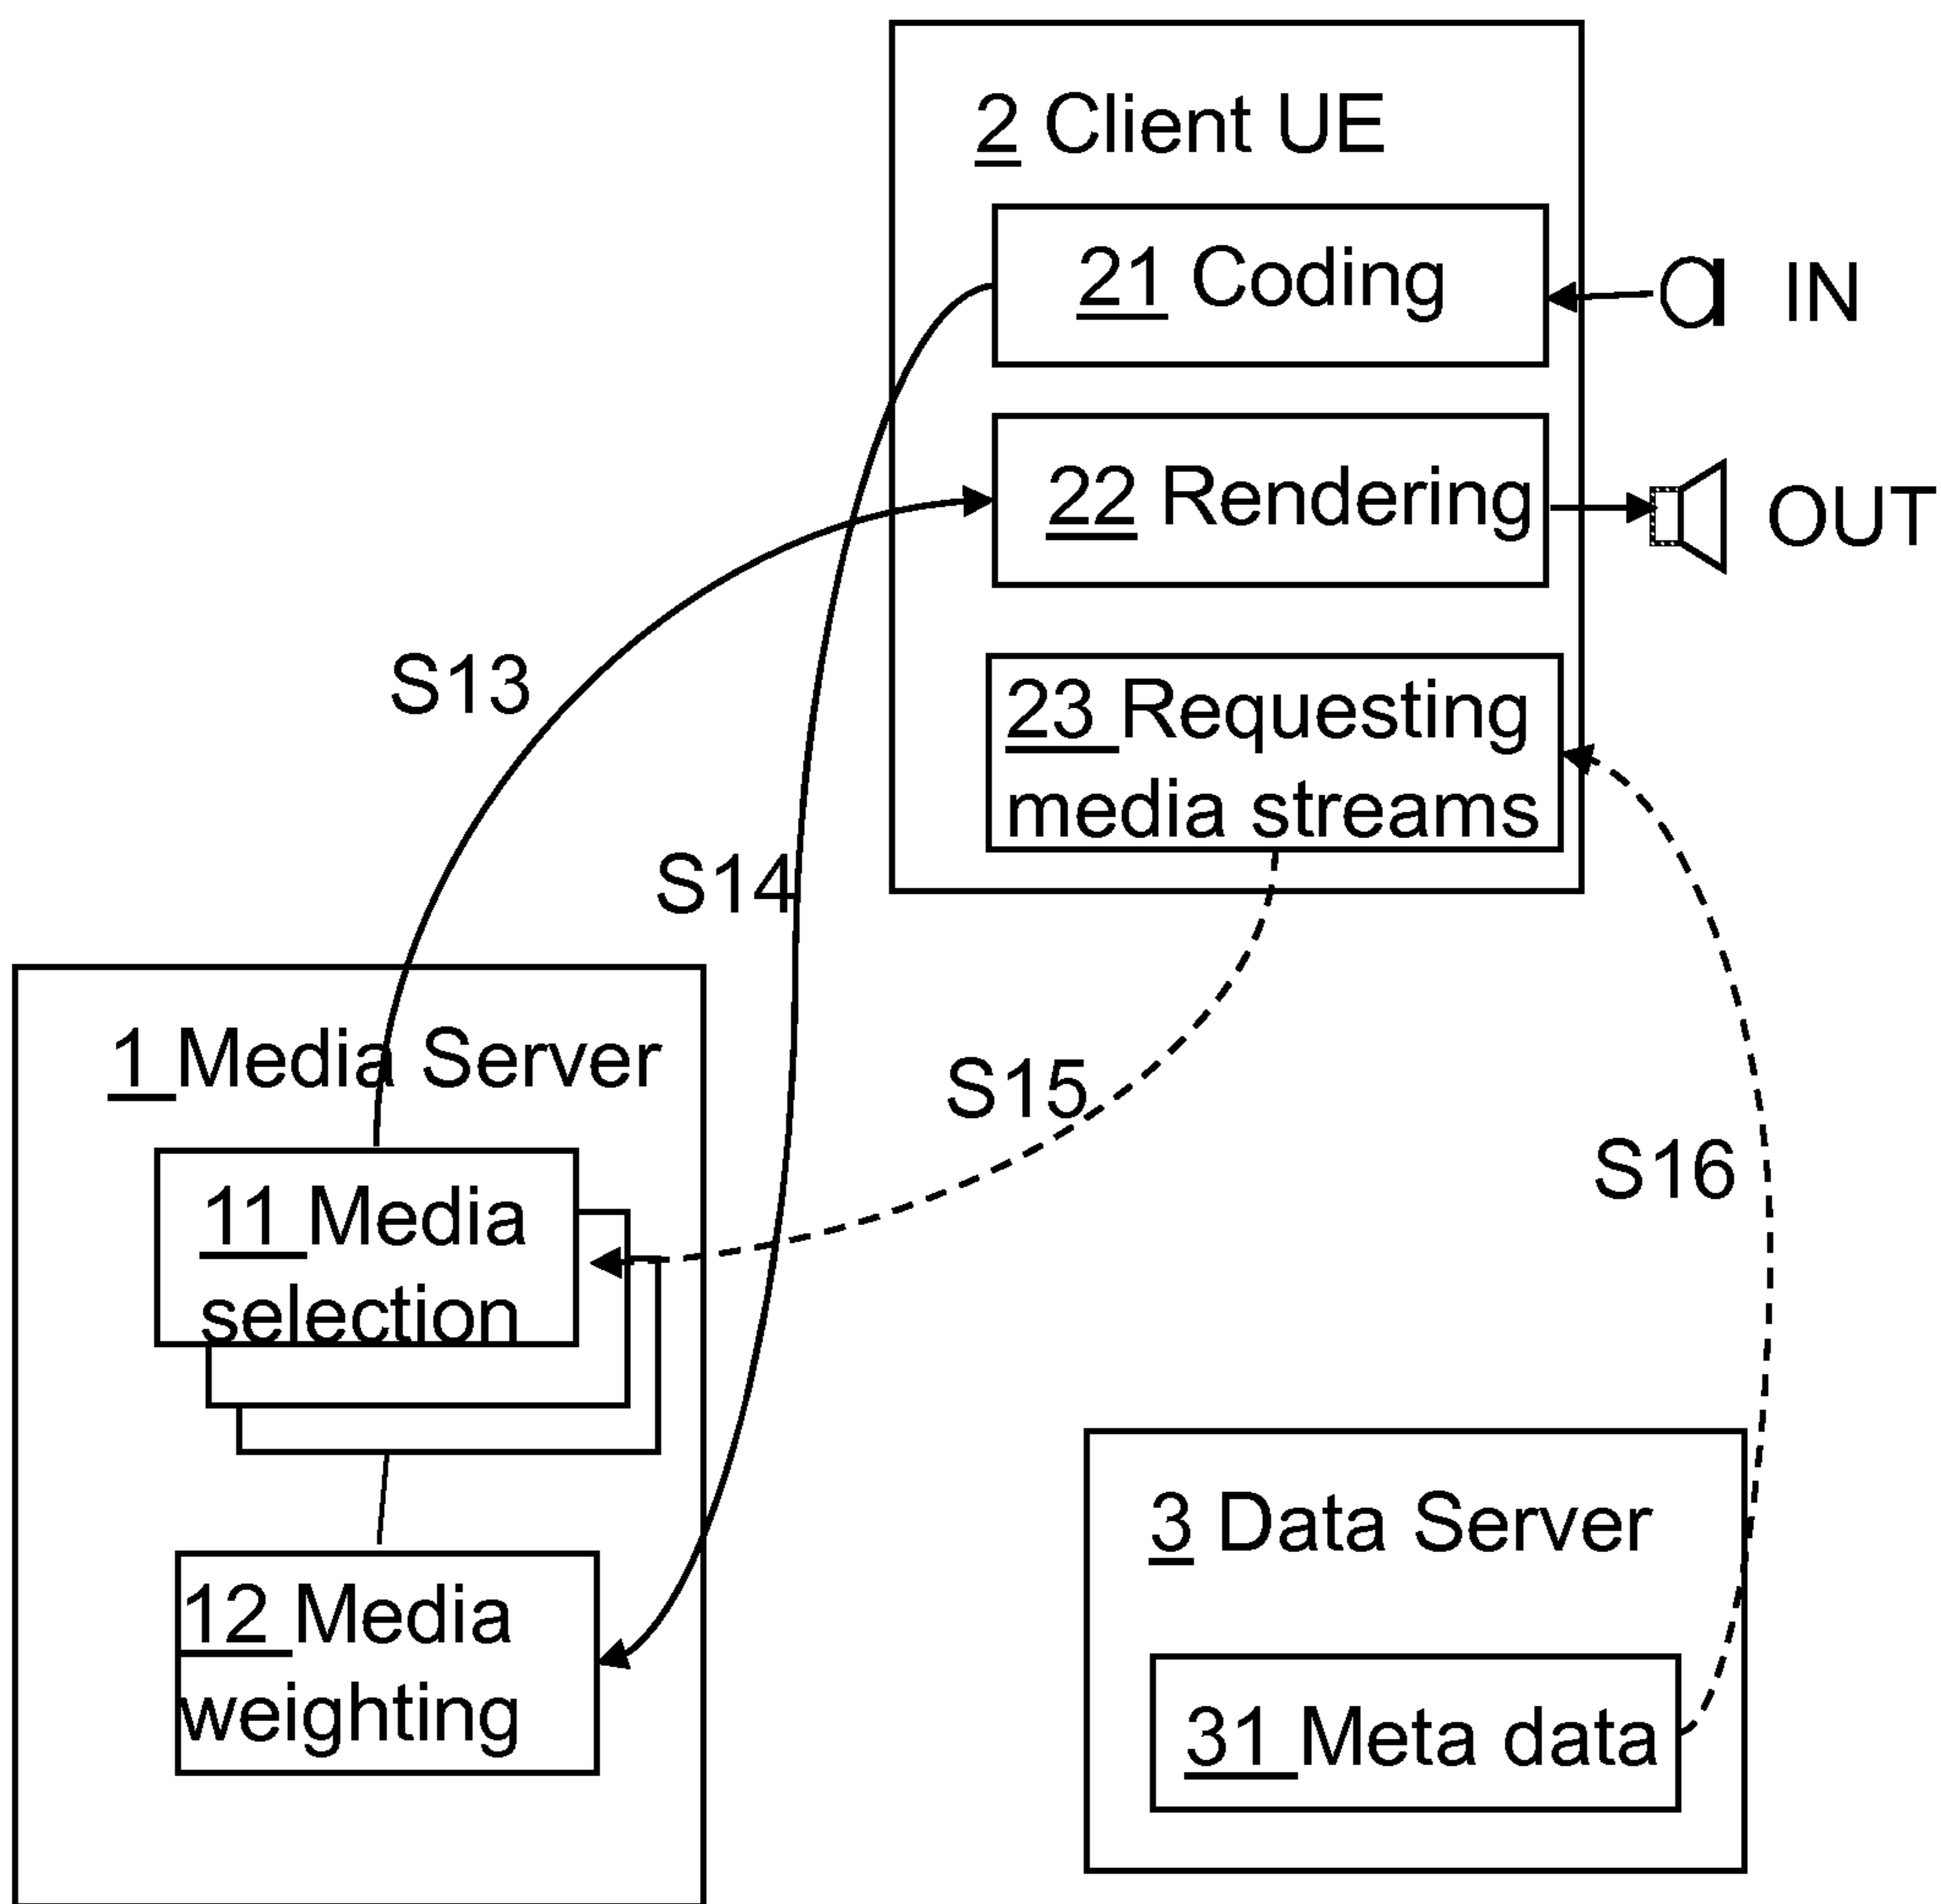 2 Client UE
21 Coding
IN
22 Rendering
OUT
23 Requesting
media streams
S13
S14
1 Media Server
S15
S16
11 Media
selection
3 Data Server
12 Media
weighting
31 Meta data